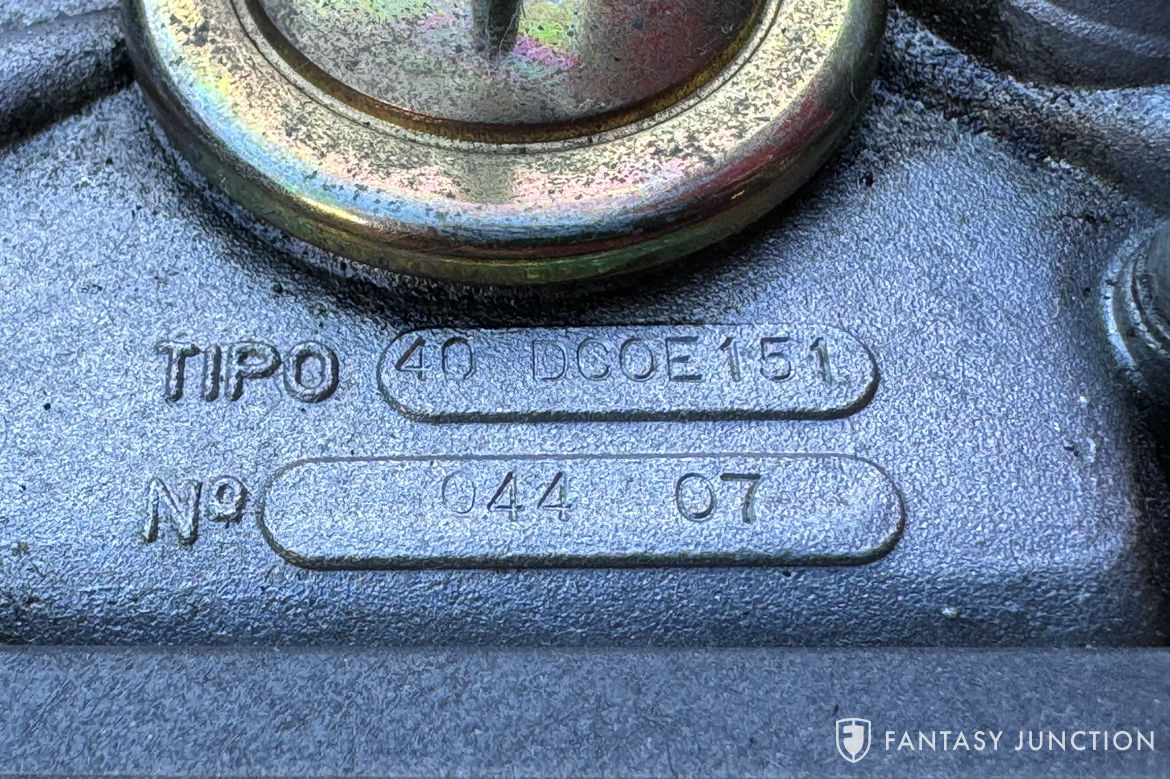 TIPO 40 DCOE151
Nº 044 07
FANTASY JUNCTION